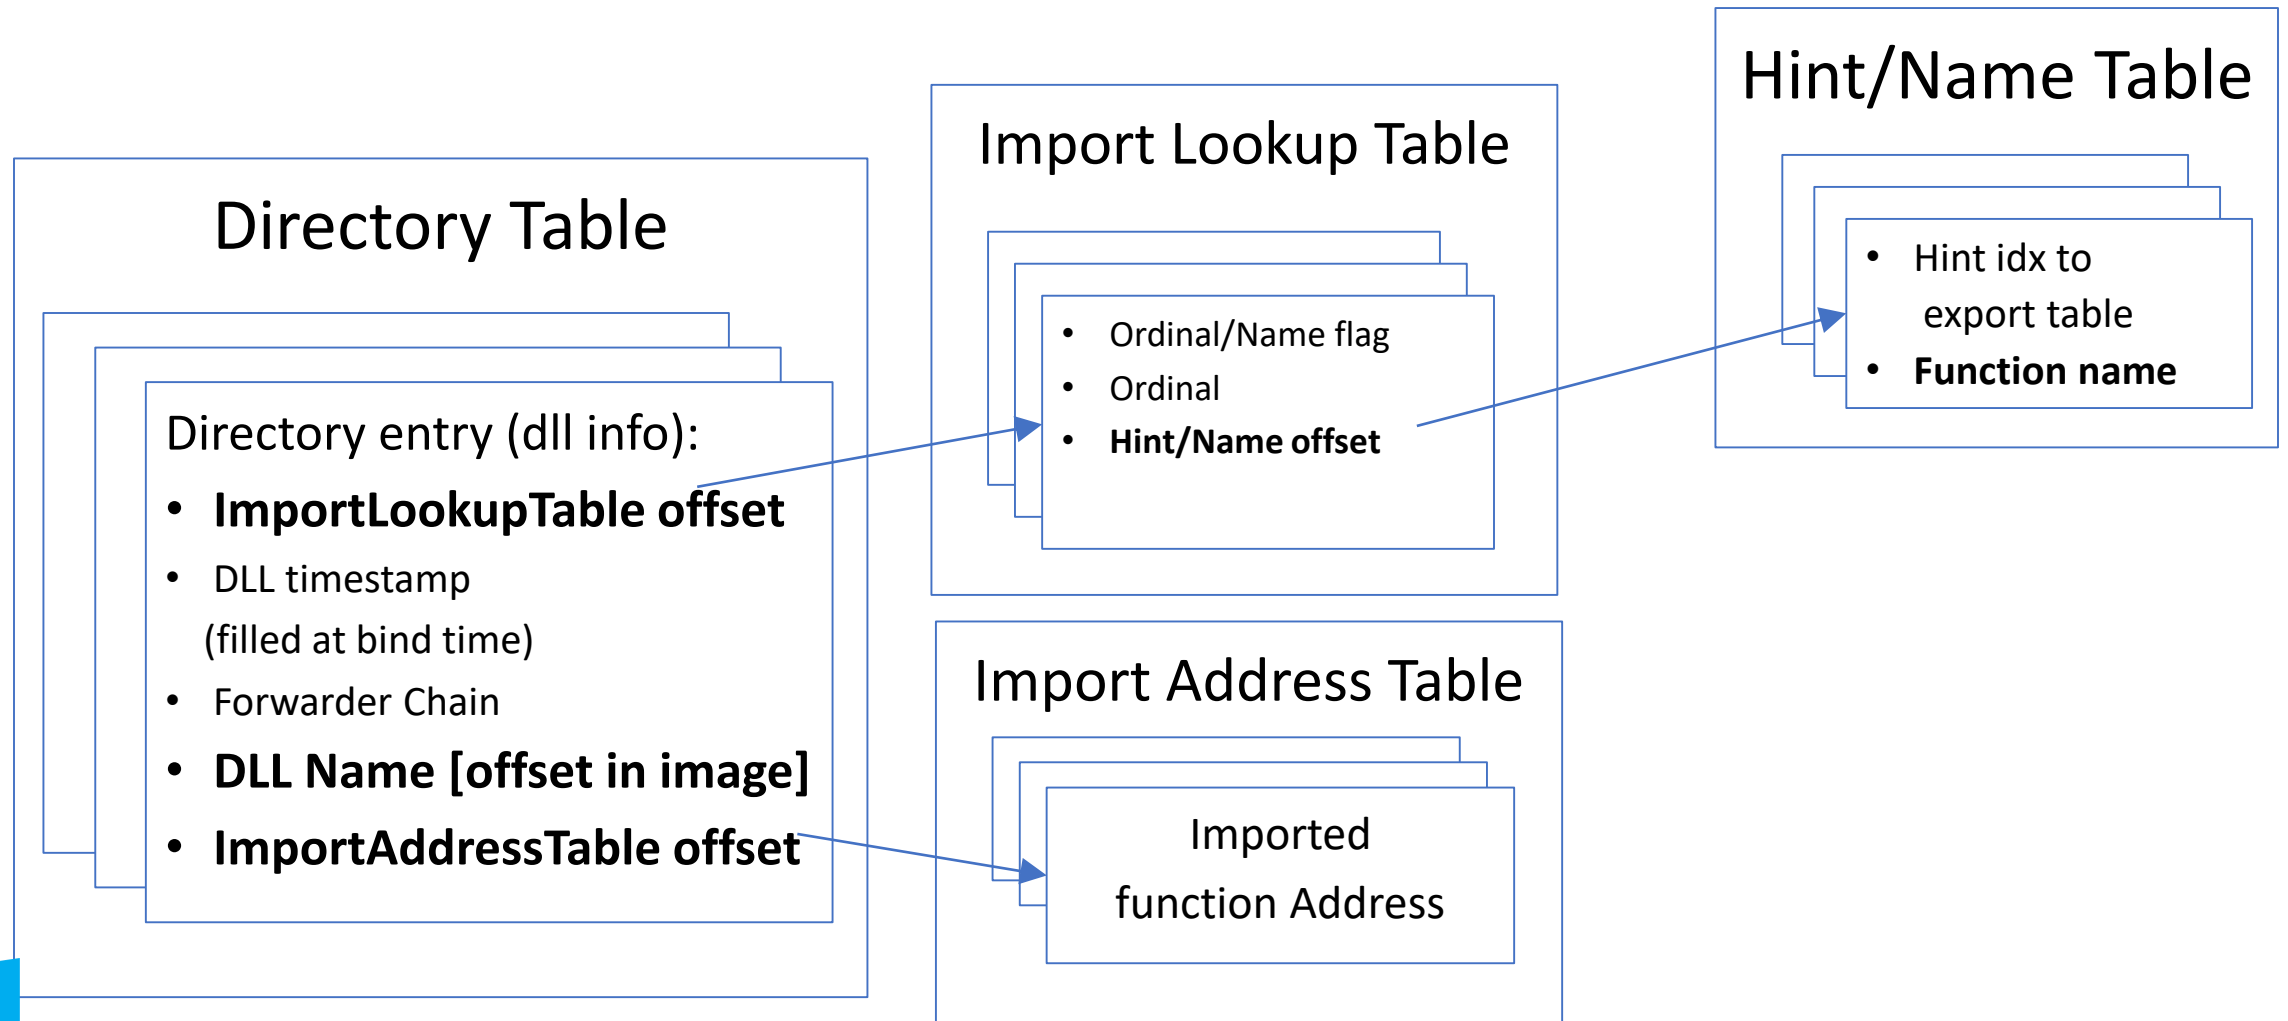 Directory Table
Directory entry (dll info):
• ImportLookupTable offset
• DLL timestamp
(filled at bind time)
• Forwarder Chain
• DLL Name [offset in image]
• ImportAddressTable offset
Import Lookup Table
• Ordinal/Name flag
• Ordinal
• Hint/Name offset
Import Address Table
Imported
function Address
Hint/Name Table
• Hint idx to
export table
• Function name